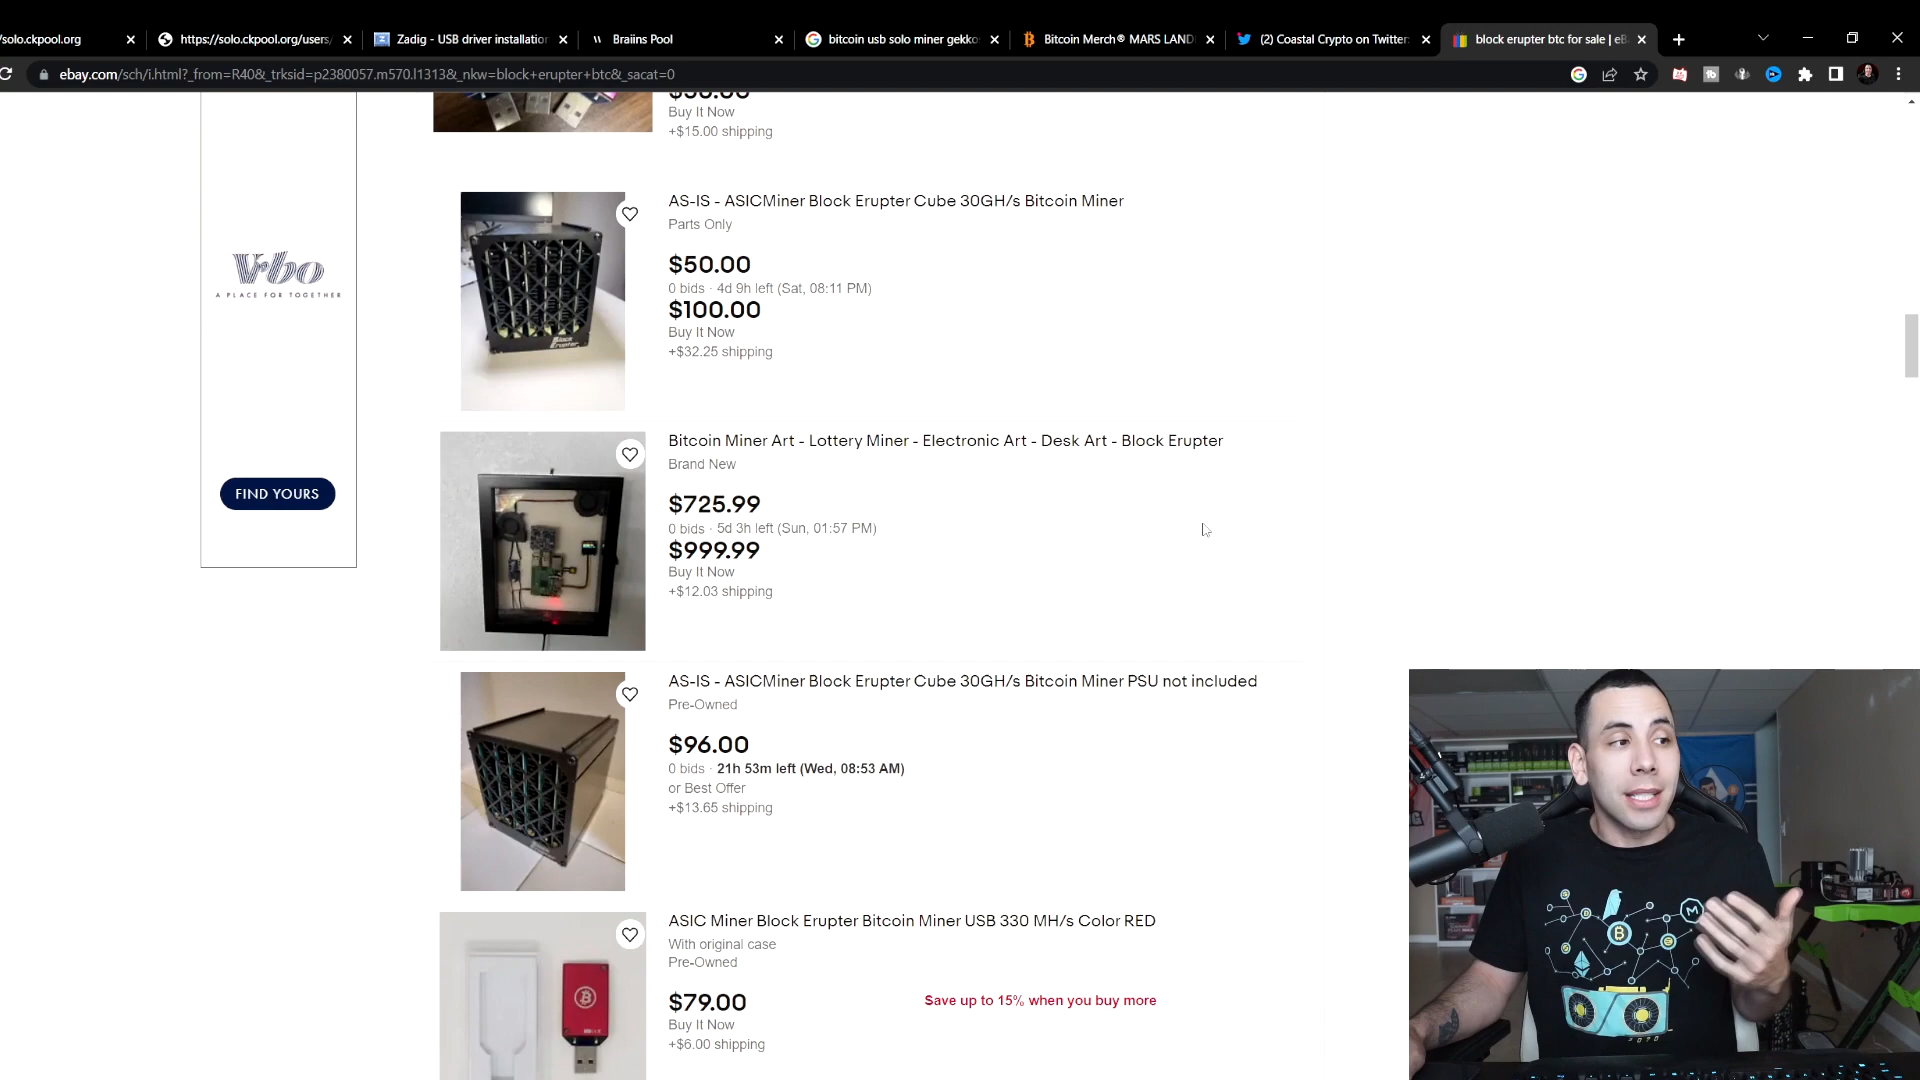 /solo.ckpool.org
https://solo.ckpool.org/users/
Zadig - USB driver installation
Braiins Pool
bitcoin usb solo miner gekko
Bitcoin Merch® MARS LAND
(2) Coastal Crypto on Twitter:
block erupter btc for sale | eB
ebay.com/sch/i.html?_from=R40&_trksid=p2380057.m570.l1313&_nkw=block+erupter+btc&_sacat=0
Buy It Now
+$15.00 shipping
Vrbo
A PLACE FOR TOGETHER
FIND YOURS
AS-IS - ASICMiner Block Erupter Cube 30GH/s Bitcoin Miner
Parts Only
$50.00
0 bids · 4d 9h left (Sat, 08:11 PM)
$100.00
Buy It Now
+$32.25 shipping
Block
Erupter
Bitcoin Miner Art - Lottery Miner - Electronic Art - Desk Art - Block Erupter
Brand New
$725.99
0 bids · 5d 3h left (Sun, 01:57 PM)
$999.99
Buy It Now
+$12.03 shipping
AS-IS - ASICMiner Block Erupter Cube 30GH/s Bitcoin Miner PSU not included
Pre-Owned
$96.00
0 bids · 21h 53m left (Wed, 08:53 AM)
or Best Offer
+$13.65 shipping
ASIC Miner Block Erupter Bitcoin Miner USB 330 MH/s Color RED
With original case
Pre-Owned
$79.00
Save up to 15% when you buy more
Buy It Now
+$6.00 shipping